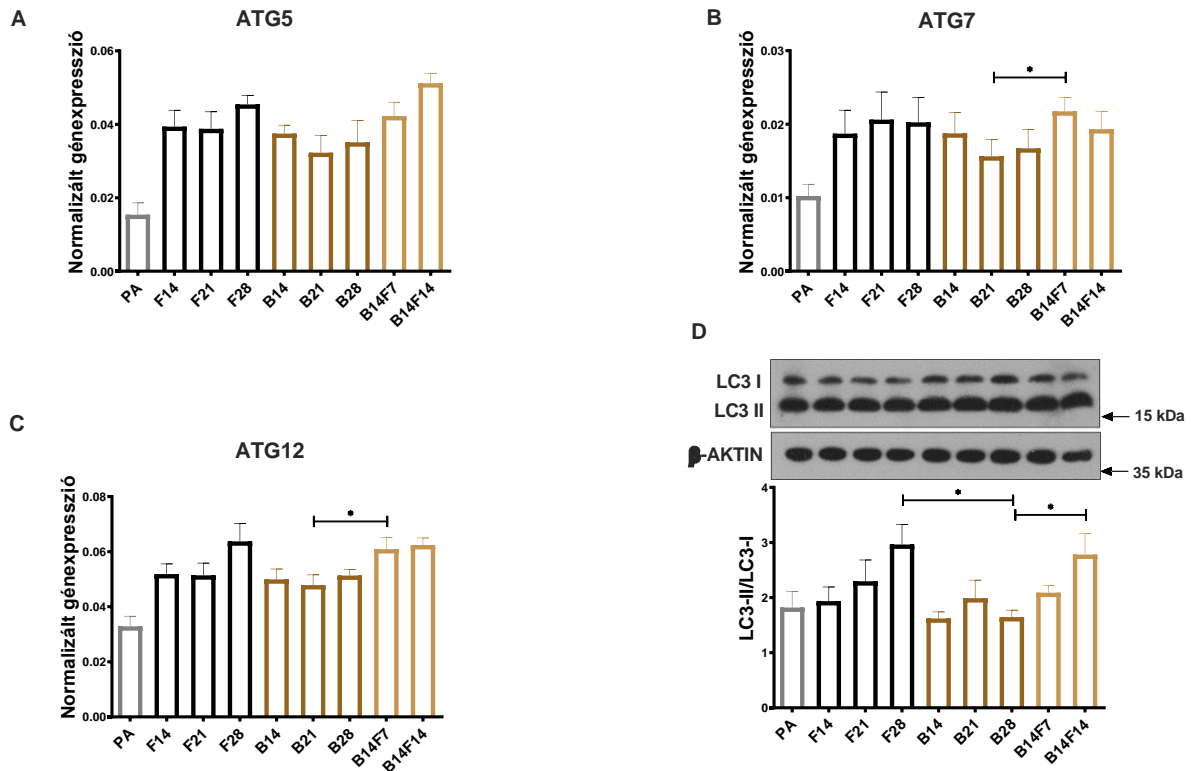 A
ATG5
Normalizált génexpresszió
0.06
0.04
0.02
0.00
PA
F14
F21
F28
B14
B21
B28
B14F7
B14F14
B
ATG7
Normalizált génexpresszió
0.03
0.02
0.01
0.00
*
PA
F14
F21
F28
B14
B21
B28
B14F7
B14F14
C
ATG12
Normalizált génexpresszió
0.08
0.06
0.04
0.02
0.00
*
PA
F14
F21
F28
B14
B21
B28
B14F7
B14F14
D
LC3 I
LC3 II
15 kDa
β-AKTIN
35 kDa
LC3-II/LC3-I
4
3
2
1
0
*
*
PA
F14
F21
F28
B14
B21
B28
B14F7
B14F14